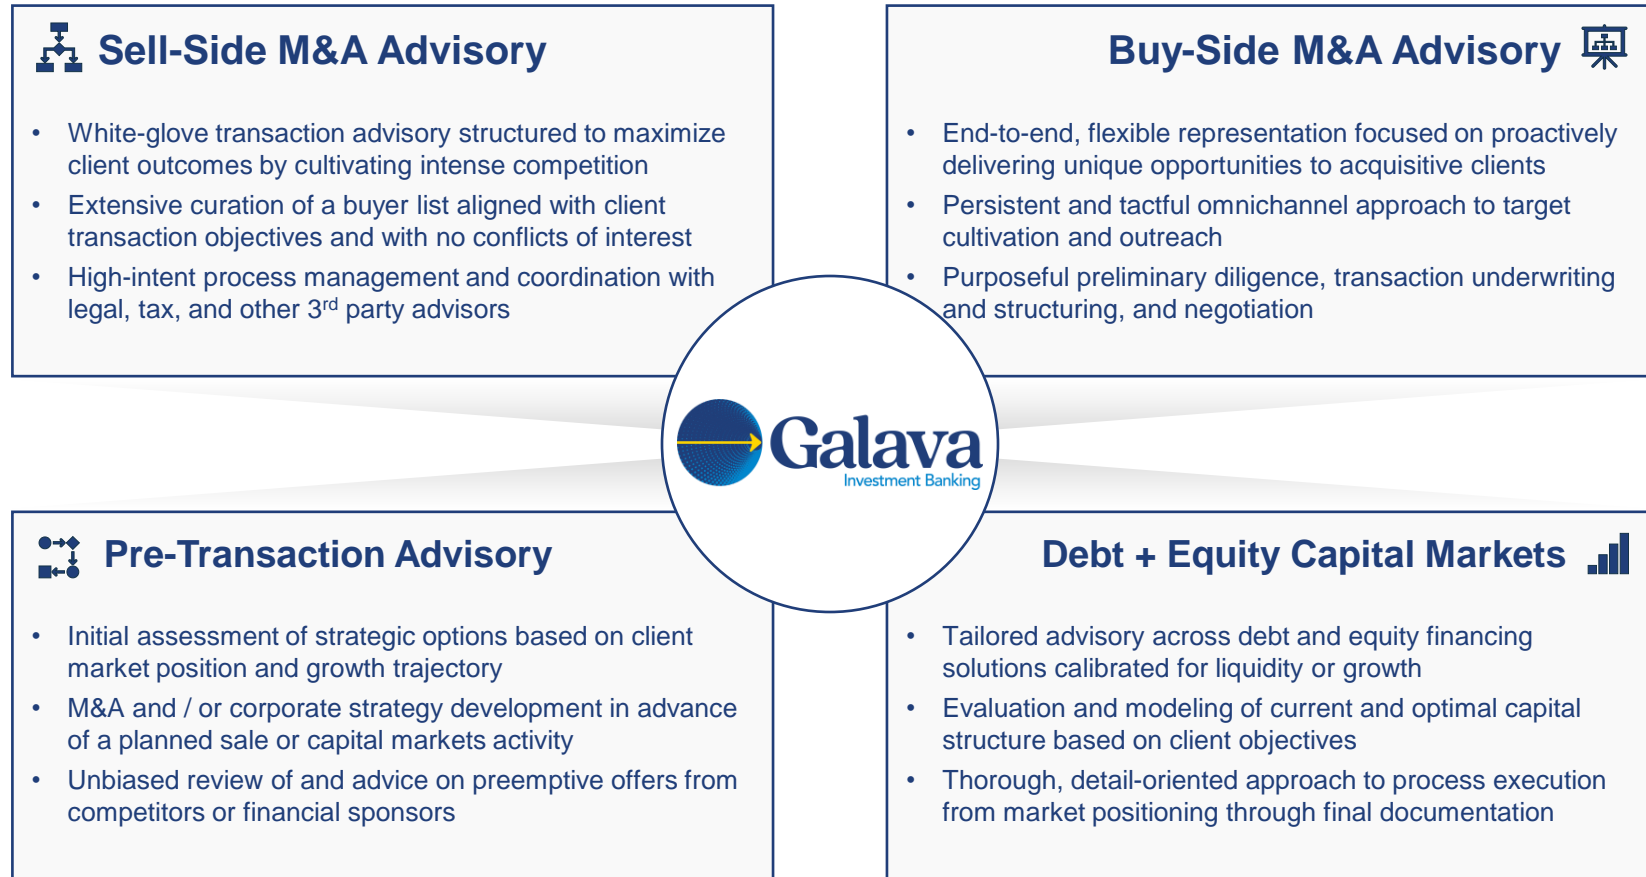 Sell-Side M&A Advisory
• White-glove transaction advisory structured to maximize
client outcomes by cultivating intense competition
• Extensive curation of a buyer list aligned with client
transaction objectives and with no conflicts of interest
• High-intent process management and coordination with
legal, tax, and other 3rd party advisors
Buy-Side M&A Advisory
• End-to-end, flexible representation focused on proactively
delivering unique opportunities to acquisitive clients
• Persistent and tactful omnichannel approach to target
cultivation and outreach
• Purposeful preliminary diligence, transaction underwriting
and structuring, and negotiation
Galava
Investment Banking
Pre-Transaction Advisory
• Initial assessment of strategic options based on client
market position and growth trajectory
• M&A and / or corporate strategy development in advance
of a planned sale or capital markets activity
• Unbiased review of and advice on preemptive offers from
competitors or financial sponsors
Debt + Equity Capital Markets
• Tailored advisory across debt and equity financing
solutions calibrated for liquidity or growth
• Evaluation and modeling of current and optimal capital
structure based on client objectives
• Thorough, detail-oriented approach to process execution
from market positioning through final documentation